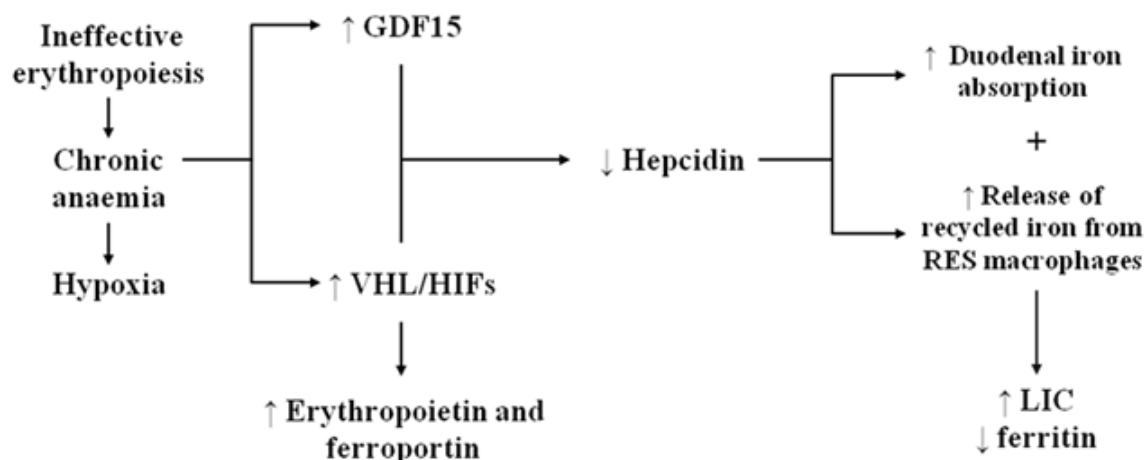 Ineffective
erythropoiesis
Chronic
anaemia
Hypoxia
↑ GDF15
↑ VHL/HIFs
↑ Erythropoietin and
ferroportin
↓ Hepcidin
↑ Duodenal iron
absorption
+
↑ Release of
recycled iron from
RES macrophages
↑ LIC
↓ ferritin